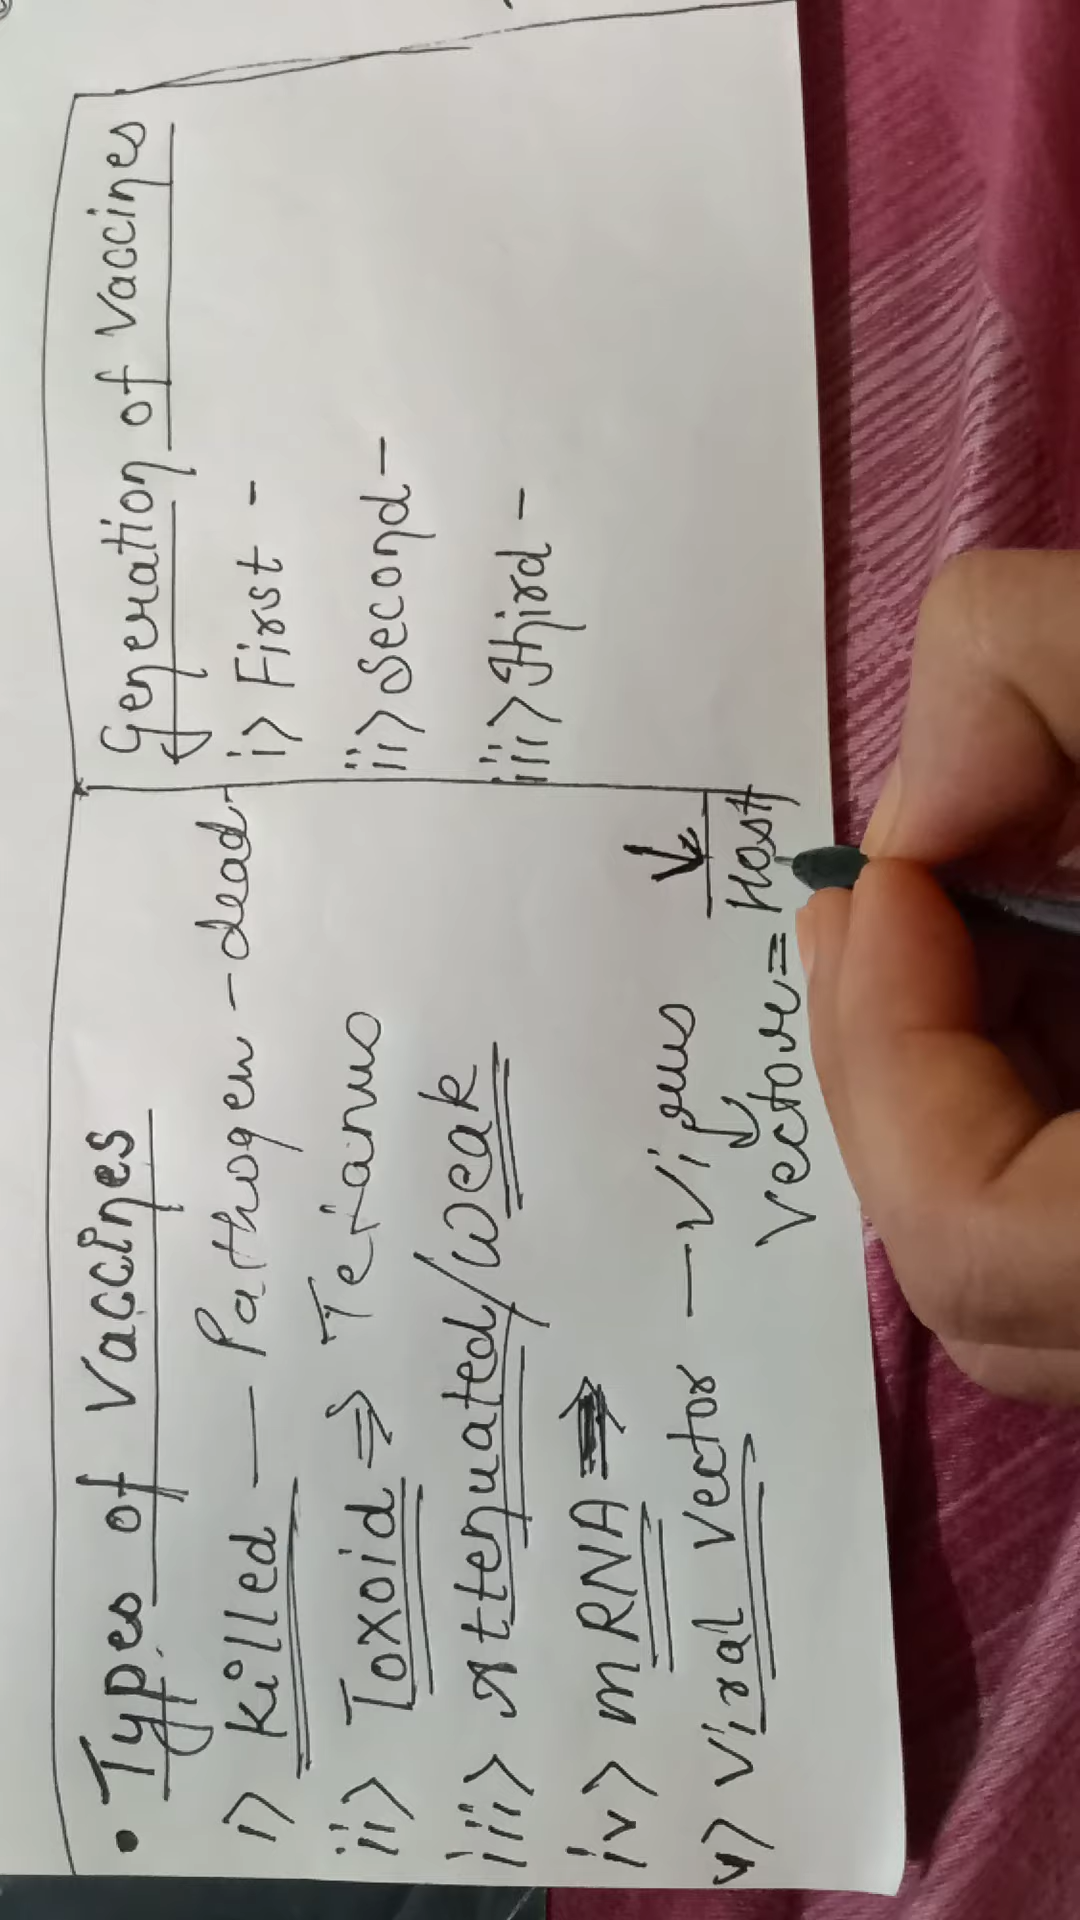 • Types of Vaccines
i> killed — Pathogen - dead-
ii> Toxoid ⇒ Tetanus
iii> Attenuated/weak
iv> mRNA ⇒
v> Viral Vector — Virus
Vector = Host
Generation of Vaccines
i> First -
ii> Second -
iii> Third -